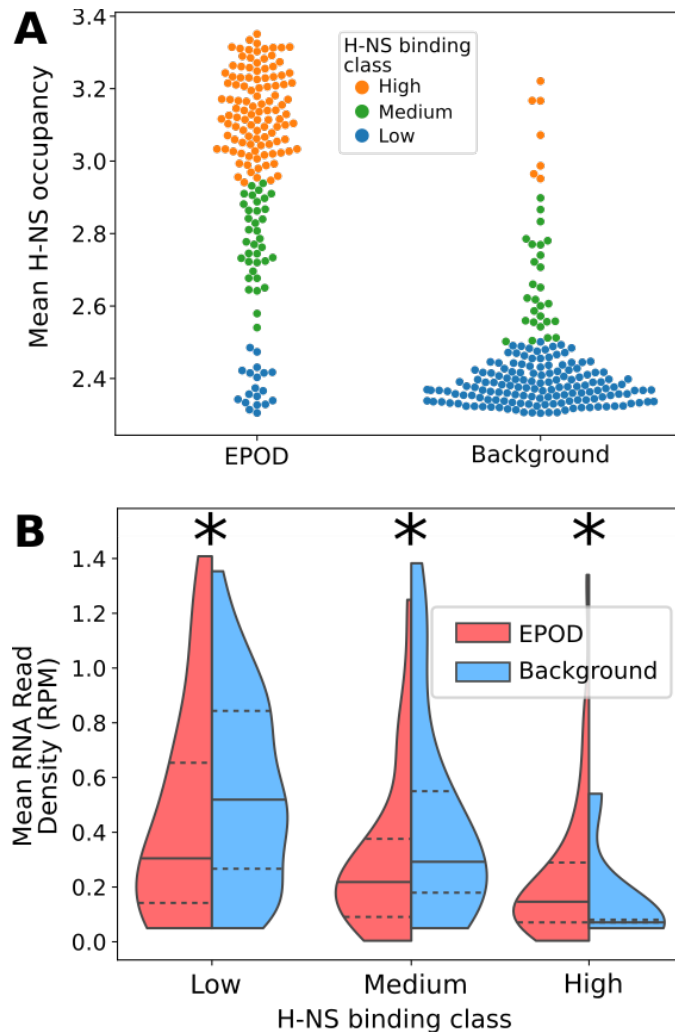 A
3.4
3.2
3.0
2.8
2.6
2.4
Mean H-NS occupancy
H-NS binding
class
High
Medium
Low
EPOD
Background
B
* * *
1.4
1.2
1.0
0.8
0.6
0.4
0.2
0.0
Mean RNA Read
Density (RPM)
EPOD
Background
Low
Medium
High
H-NS binding class